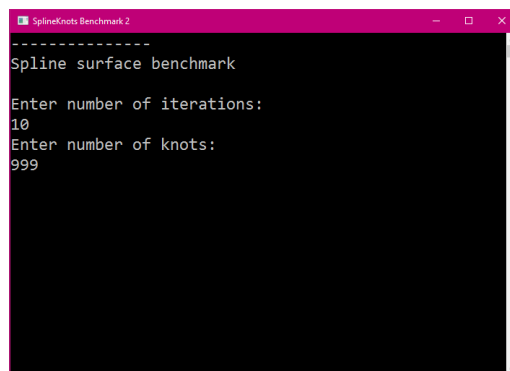 SplineKnots Benchmark 2
---------------
Spline surface benchmark
Enter number of iterations:
10
Enter number of knots:
999